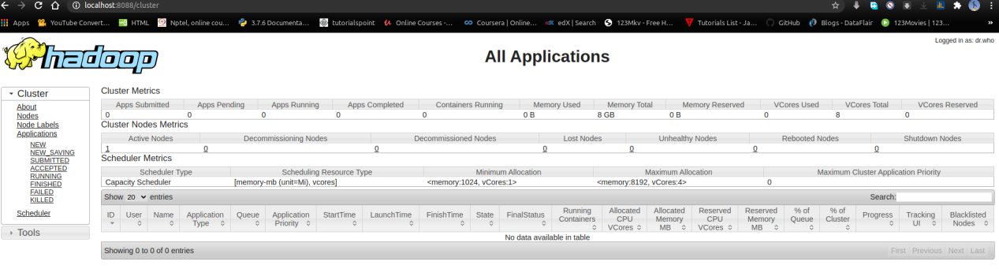 localhost:8088/cluster
Apps YouTube Convert... HTML Nptel, online cou... 3.7.6 Documenta... tutorialspoint Online Courses -... Coursera | Online... edX | Search 123Mkv - Free H... Tutorials List - Ja... GitHub Blogs - DataFlair 123Movies | 123... »
Logged in as: dr.who
hadoop
All Applications
Cluster
About
Nodes
Node Labels
Applications
NEW
NEW_SAVING
SUBMITTED
ACCEPTED
RUNNING
FINISHED
FAILED
KILLED
Scheduler
Tools
Cluster Metrics
Apps Submitted Apps Pending Apps Running Apps Completed Containers Running Memory Used Memory Total Memory Reserved VCores Used VCores Total VCores Reserved
0 0 0 0 0 0 B 8 GB 0 B 0 8 0
Cluster Nodes Metrics
Active Nodes Decommissioning Nodes Decommissioned Nodes Lost Nodes Unhealthy Nodes Rebooted Nodes Shutdown Nodes
1 0 0 0 0 0 0
Scheduler Metrics
Scheduler Type Scheduling Resource Type Minimum Allocation Maximum Allocation Maximum Cluster Application Priority
Capacity Scheduler [memory-mb (unit=Mi), vcores] <memory:1024, vCores:1> <memory:8192, vCores:4> 0
Show 20 entries Search:
ID User Name Application Type Queue Application Priority StartTime LaunchTime FinishTime State FinalStatus Running Containers Allocated CPU VCores Allocated Memory MB Reserved CPU VCores Reserved Memory MB % of Queue % of Cluster Progress Tracking UI Blacklisted Nodes
No data available in table
Showing 0 to 0 of 0 entries First Previous Next Last